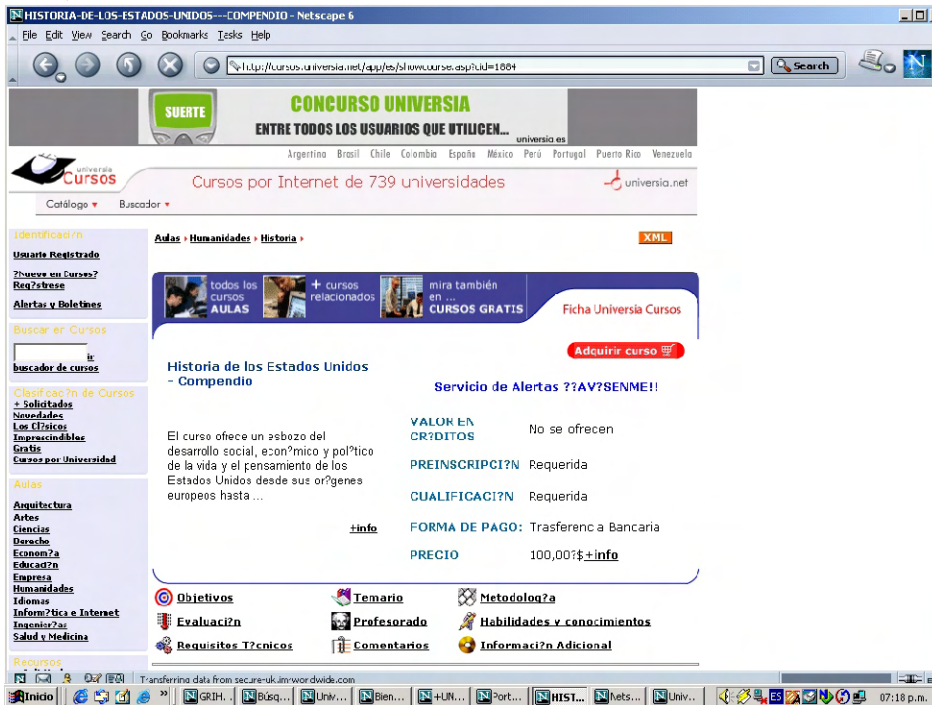 HISTORIA-DE-LOS-ESTADOS-UNIDOS---COMPENDIO - Netscape 6
File Edit View Search Go Bookmarks Tasks Help
http://cursos.universia.net/app/es/showcourse.asp?cid=1884
Search
SUERTE
CONCURSO UNIVERSIA
ENTRE TODOS LOS USUARIOS QUE UTILICEN...
universia.es
Argentina Brasil Chile Colombia España México Perú Portugal Puerto Rico Venezuela
universia
Cursos
Cursos por Internet de 739 universidades
universia.net
Catálogo Buscador
Identificaci?n
Usuario Registrado
?Nuevo en Cursos?
Reg?strese
Alertas y Boletines
Buscar en Cursos
ir
buscador de cursos
Clasificac?n de Cursos
+ Solicitados
Novedades
Los Cl?sicos
Imprescindibles
Gratis
Cursos por Universidad
Aulas
Arquitectura
Artes
Ciencias
Derecho
Econom?a
Educaci?n
Empresa
Humanidades
Idiomas
Inform?tica e Internet
Ingenier?as
Salud y Medicina
Recursos
Aulas › Humanidades › Historia ›
XML
todos los
cursos
AULAS
+ cursos
relacionados
mira también
en ...
CURSOS GRATIS
Ficha Universia Cursos
Adquirir curso
Historia de los Estados Unidos
- Compendio
Servicio de Alertas ??AV?SENME!!
El curso ofrece un esbozo del
desarrollo social, econ?mico y pol?tico
de la vida y el pensamiento de los
Estados Unidos desde sus or?genes
europeos hasta ...
+info
VALOR EN
CR?DITOS
No se ofrecen
PREINSCRIPCI?N Requerida
CUALIFICACI?N Requerida
FORMA DE PAGO: Trasferencia Bancaria
PRECIO 100,00?$+info
Objetivos Temario Metodolog?a
Evaluaci?n Profesorado Habilidades y conocimientos
Requisitos T?cnicos Comentarios Informaci?n Adicional
Transferring data from secure-uk.imrworldwide.com
Inicio » GRIH... Búsq... Univ... Bien... +UN... Port... HIST... Nets... Univ... ES 07:18 p.m.